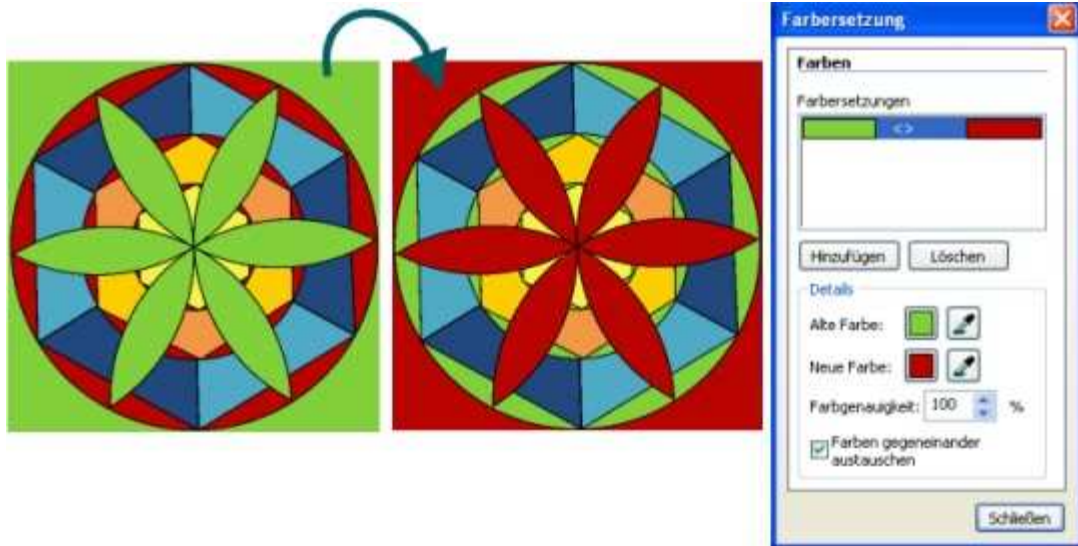 Farbersetzung
Farben
Farbersetzungen
<>
Hinzufügen Löschen
Details
Alte Farbe:
Neue Farbe:
Farbgenauigkeit: 100 %
Farben gegeneinander
austauschen
Schließen